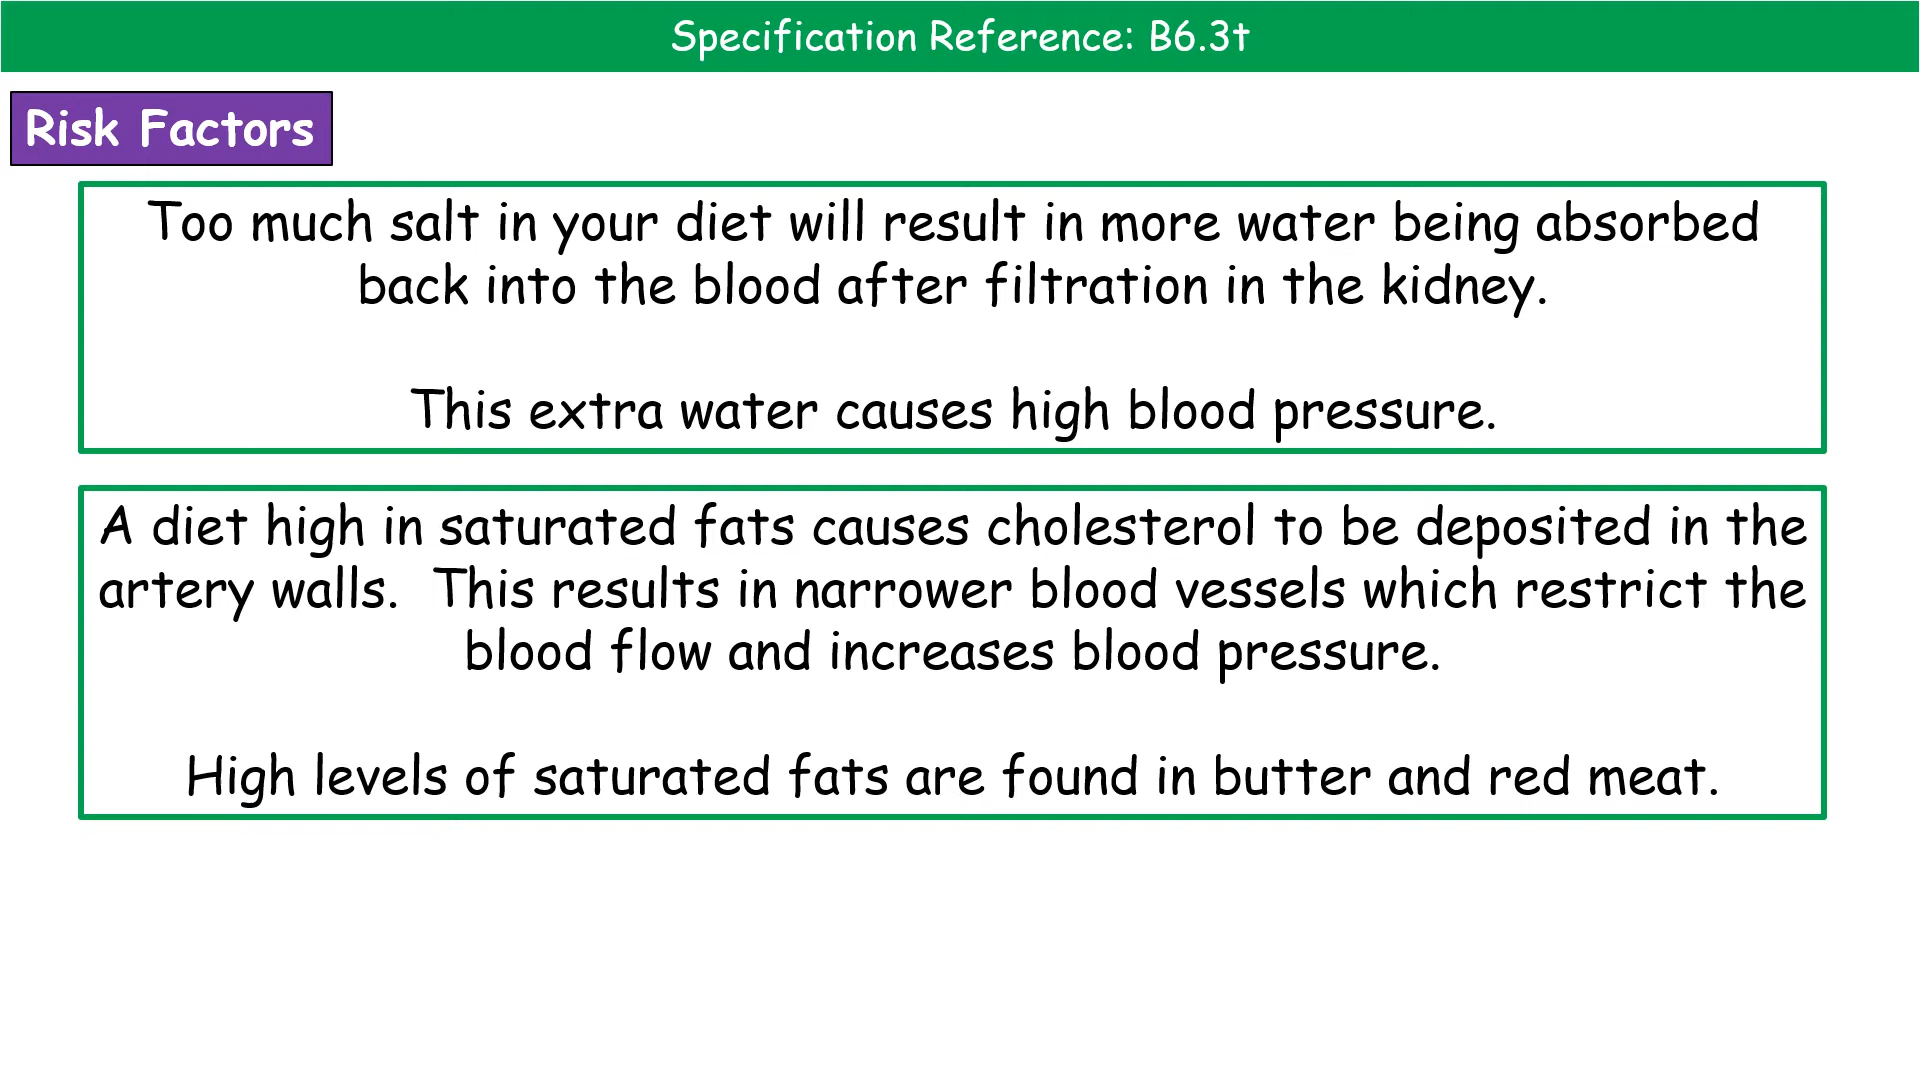 Specification Reference: B6.3t
Risk Factors
Too much salt in your diet will result in more water being absorbed
back into the blood after filtration in the kidney.
This extra water causes high blood pressure.
A diet high in saturated fats causes cholesterol to be deposited in the
artery walls.  This results in narrower blood vessels which restrict the
blood flow and increases blood pressure.
High levels of saturated fats are found in butter and red meat.